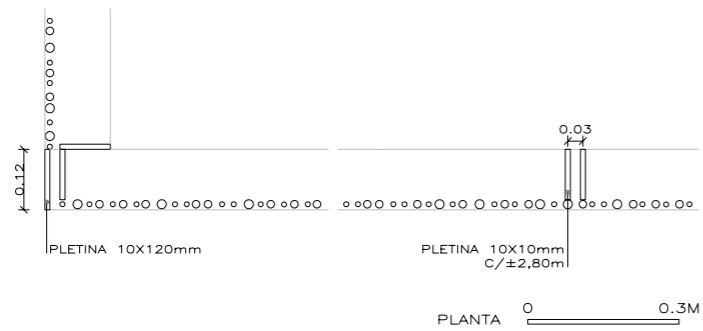 0.03
0.12
PLETINA 10X120mm
PLETINA 10X10mm
C/±2,80m
0 0.3M
PLANTA